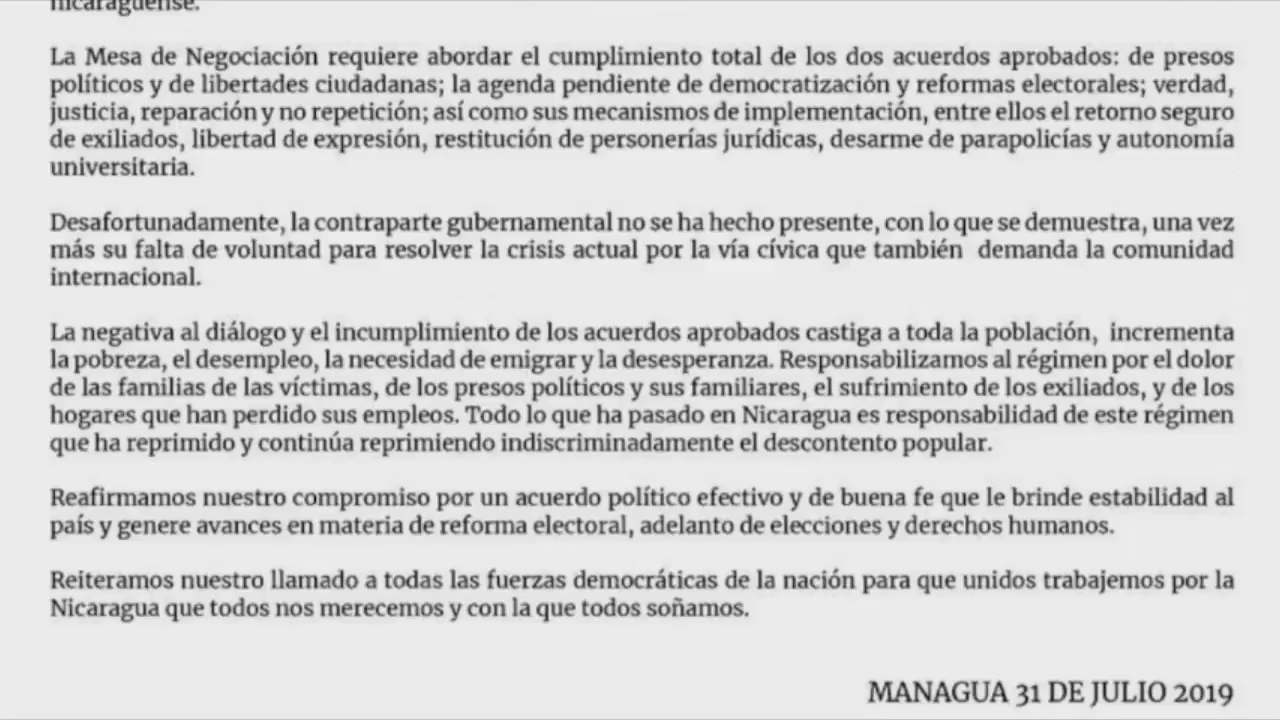 nicaragüense.
La Mesa de Negociación requiere abordar el cumplimiento total de los dos acuerdos aprobados: de presos
políticos y de libertades ciudadanas; la agenda pendiente de democratización y reformas electorales; verdad,
justicia, reparación y no repetición; así como sus mecanismos de implementación, entre ellos el retorno seguro
de exiliados, libertad de expresión, restitución de personerías jurídicas, desarme de parapolicías y autonomía
universitaria.
Desafortunadamente, la contraparte gubernamental no se ha hecho presente, con lo que se demuestra, una vez
más su falta de voluntad para resolver la crisis actual por la vía cívica que también demanda la comunidad
internacional.
La negativa al diálogo y el incumplimiento de los acuerdos aprobados castiga a toda la población, incrementa
la pobreza, el desempleo, la necesidad de emigrar y la desesperanza. Responsabilizamos al régimen por el dolor
de las familias de las víctimas, de los presos políticos y sus familiares, el sufrimiento de los exiliados, y de los
hogares que han perdido sus empleos. Todo lo que ha pasado en Nicaragua es responsabilidad de este régimen
que ha reprimido y continúa reprimiendo indiscriminadamente el descontento popular.
Reafirmamos nuestro compromiso por un acuerdo político efectivo y de buena fe que le brinde estabilidad al
país y genere avances en materia de reforma electoral, adelanto de elecciones y derechos humanos.
Reiteramos nuestro llamado a todas las fuerzas democráticas de la nación para que unidos trabajemos por la
Nicaragua que todos nos merecemos y con la que todos soñamos.
MANAGUA 31 DE JULIO 2019